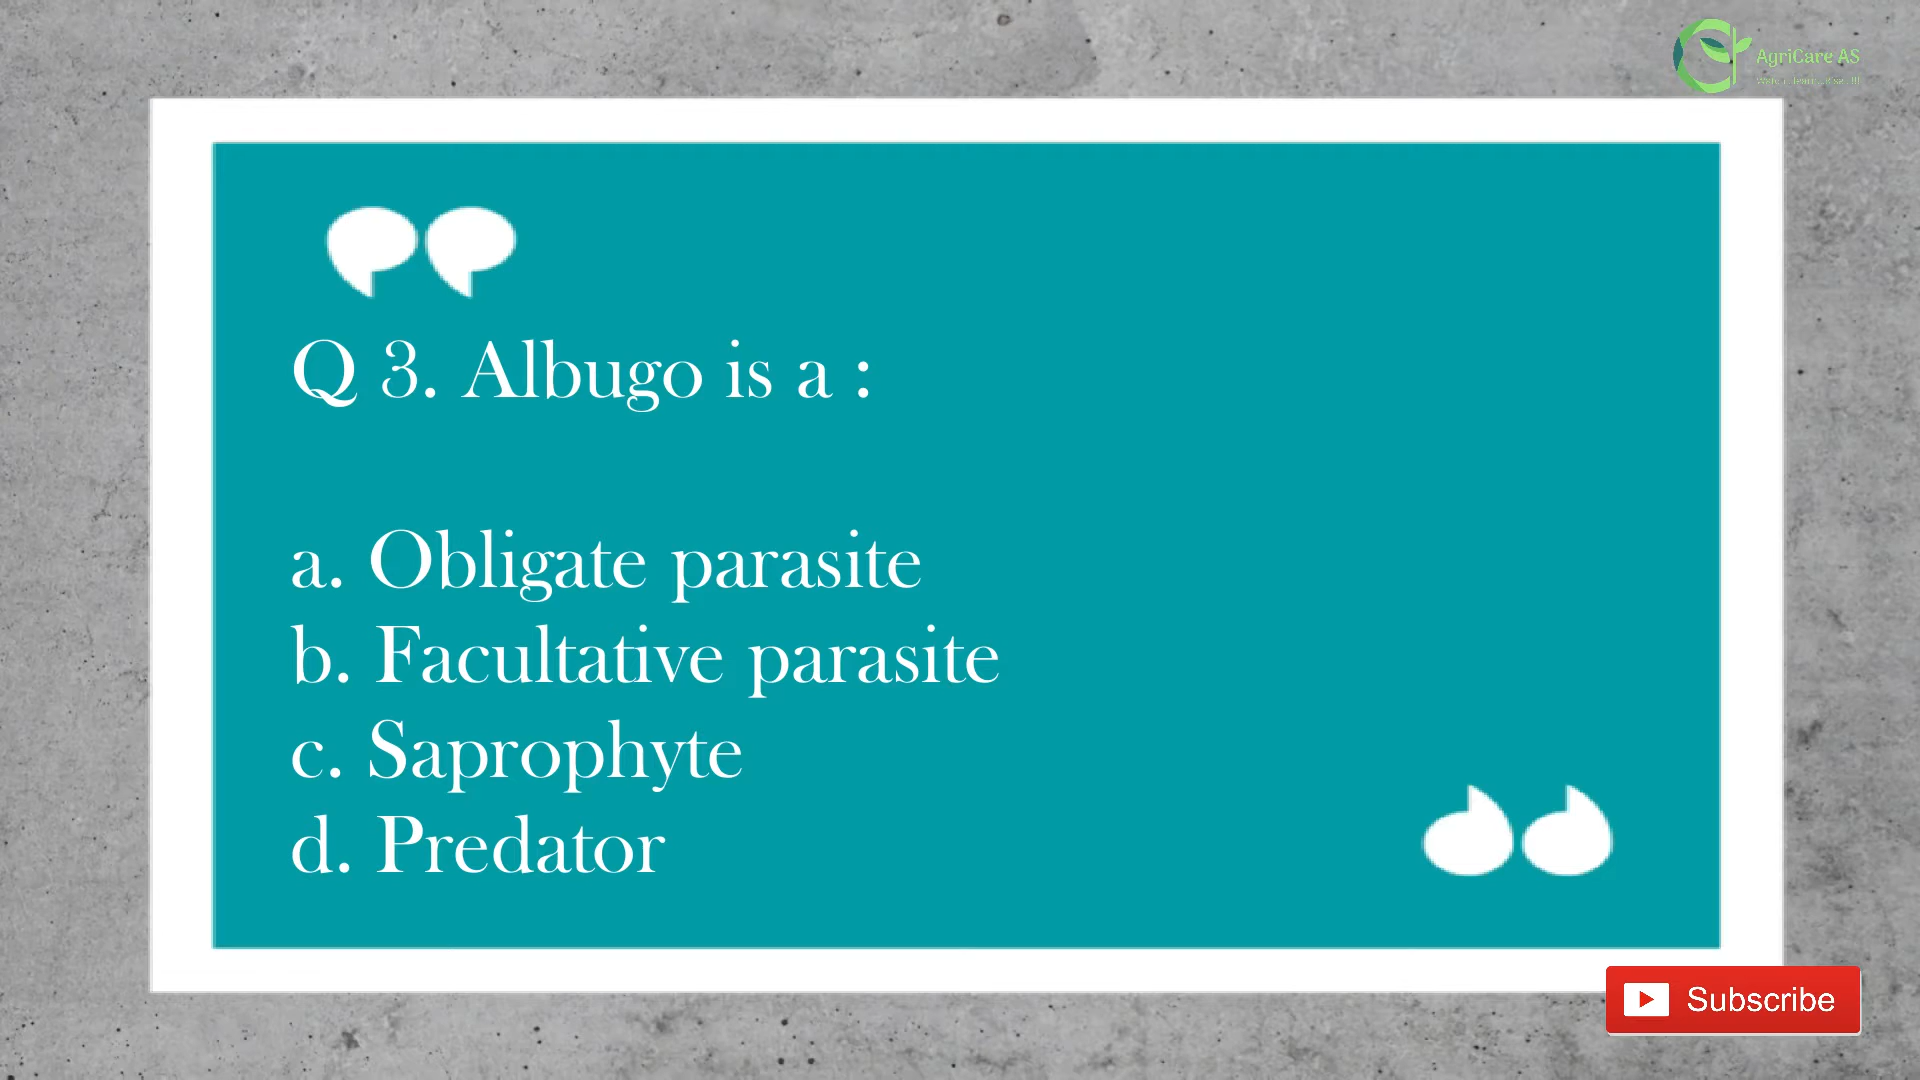 AgriCare AS
Q 3. Albugo is a :
a. Obligate parasite
b. Facultative parasite
c. Saprophyte
d. Predator
Subscribe